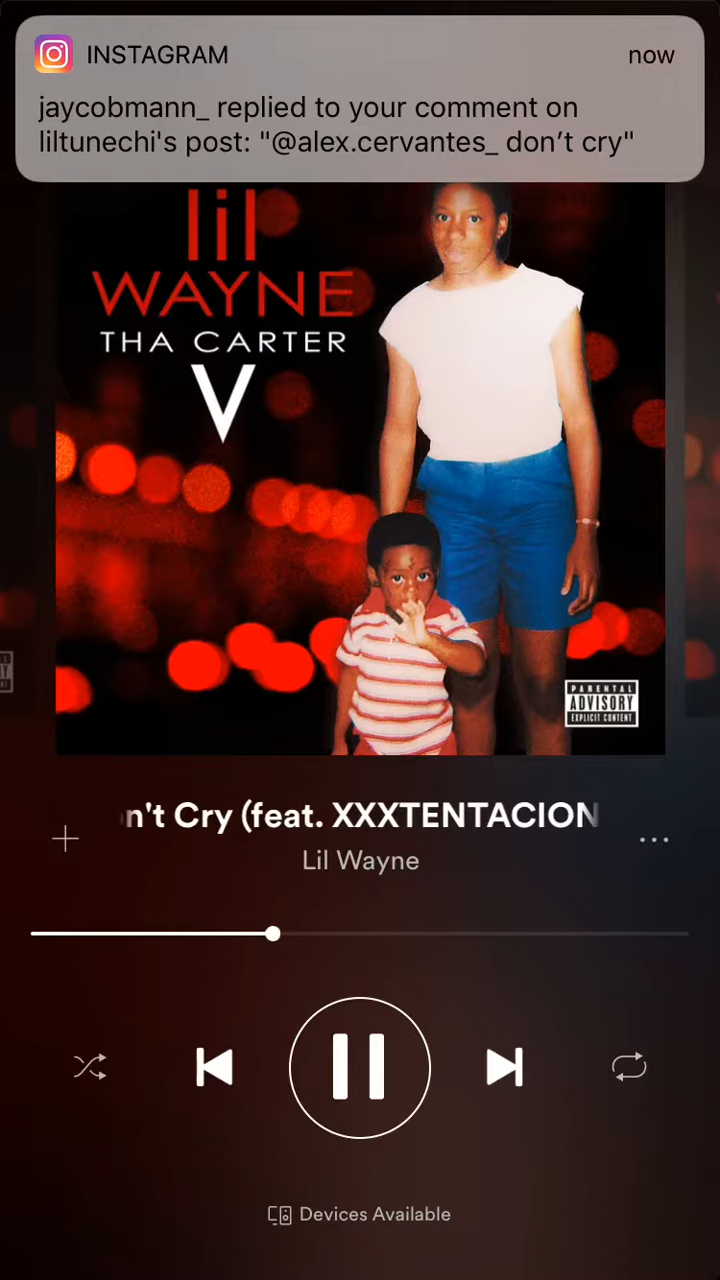 INSTAGRAM now
jaycobmann_ replied to your comment on
liltunechi's post: "@alex.cervantes_ don’t cry"
lil
WAYNE
THA CARTER
V
PARENTAL
ADVISORY
EXPLICIT CONTENT
n't Cry (feat. XXXTENTACION
Lil Wayne
Devices Available